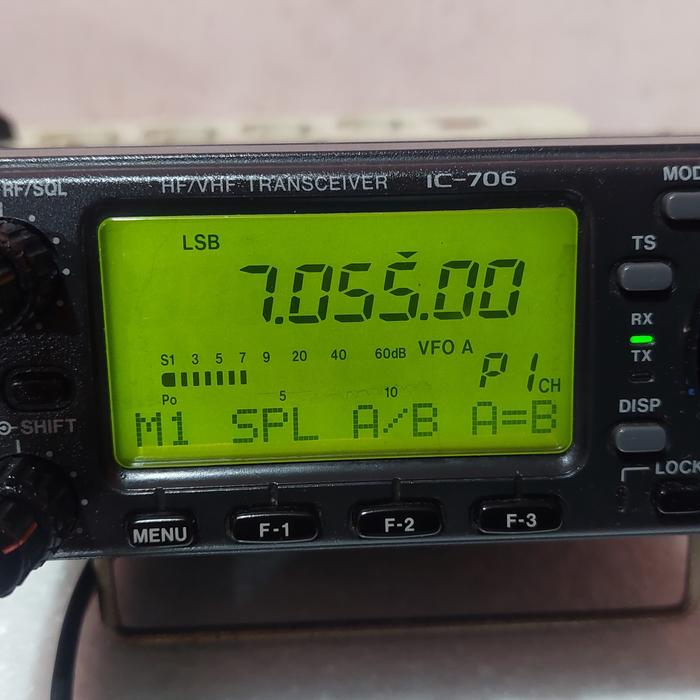 RF/SQL HF/VHF TRANSCEIVER IC-706
LSB
7.055.00
S1 3 5 7 9 20 40 60dB VFO A
P1 CH
Po 5 10
M1 SPL A/B A=B
TS
RX
TX
DISP
LOCK
SHIFT
MENU F-1 F-2 F-3